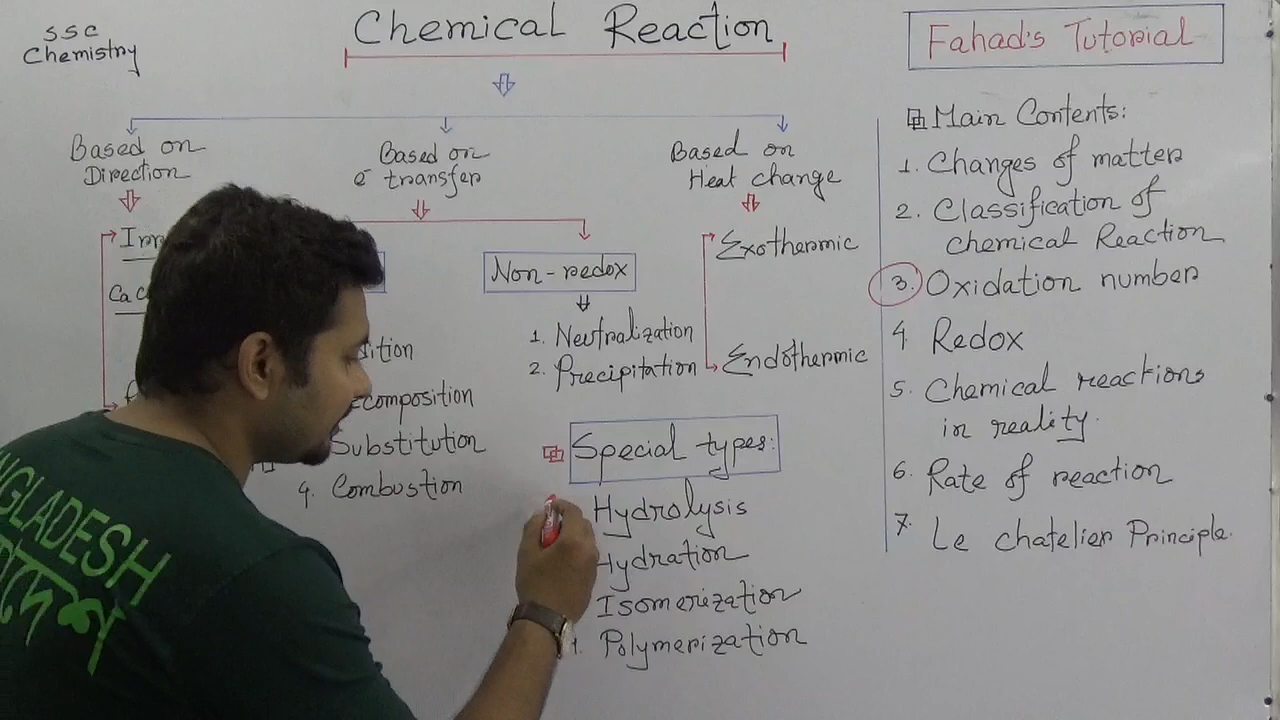 SSC
Chemistry
Chemical Reaction
Fahad's Tutorial
Based on
Direction
Based on
e transfer
Based on
Heat change
Non-redox
1. Neutralization
2. Precipitation
Exothermic
Endothermic
Substitution
4. Combustion
Special types:
Hydrolysis
Hydration
Isomerization
Polymerization
Main Contents:
1. Changes of matter
2. Classification of
chemical Reaction
3. Oxidation number
4. Redox
5. Chemical reactions
in reality.
6. Rate of reaction
7. Le chatelier Principle.